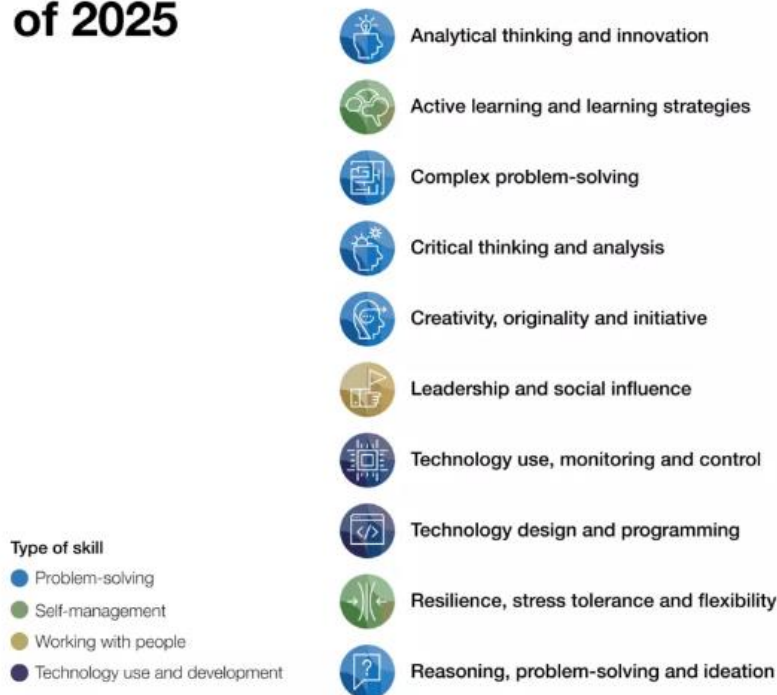 of 2025
Analytical thinking and innovation
Active learning and learning strategies
Complex problem-solving
Critical thinking and analysis
Creativity, originality and initiative
Leadership and social influence
Technology use, monitoring and control
</>
Technology design and programming
Resilience, stress tolerance and flexibility
?
Reasoning, problem-solving and ideation
Type of skill
Problem-solving
Self-management
Working with people
Technology use and development